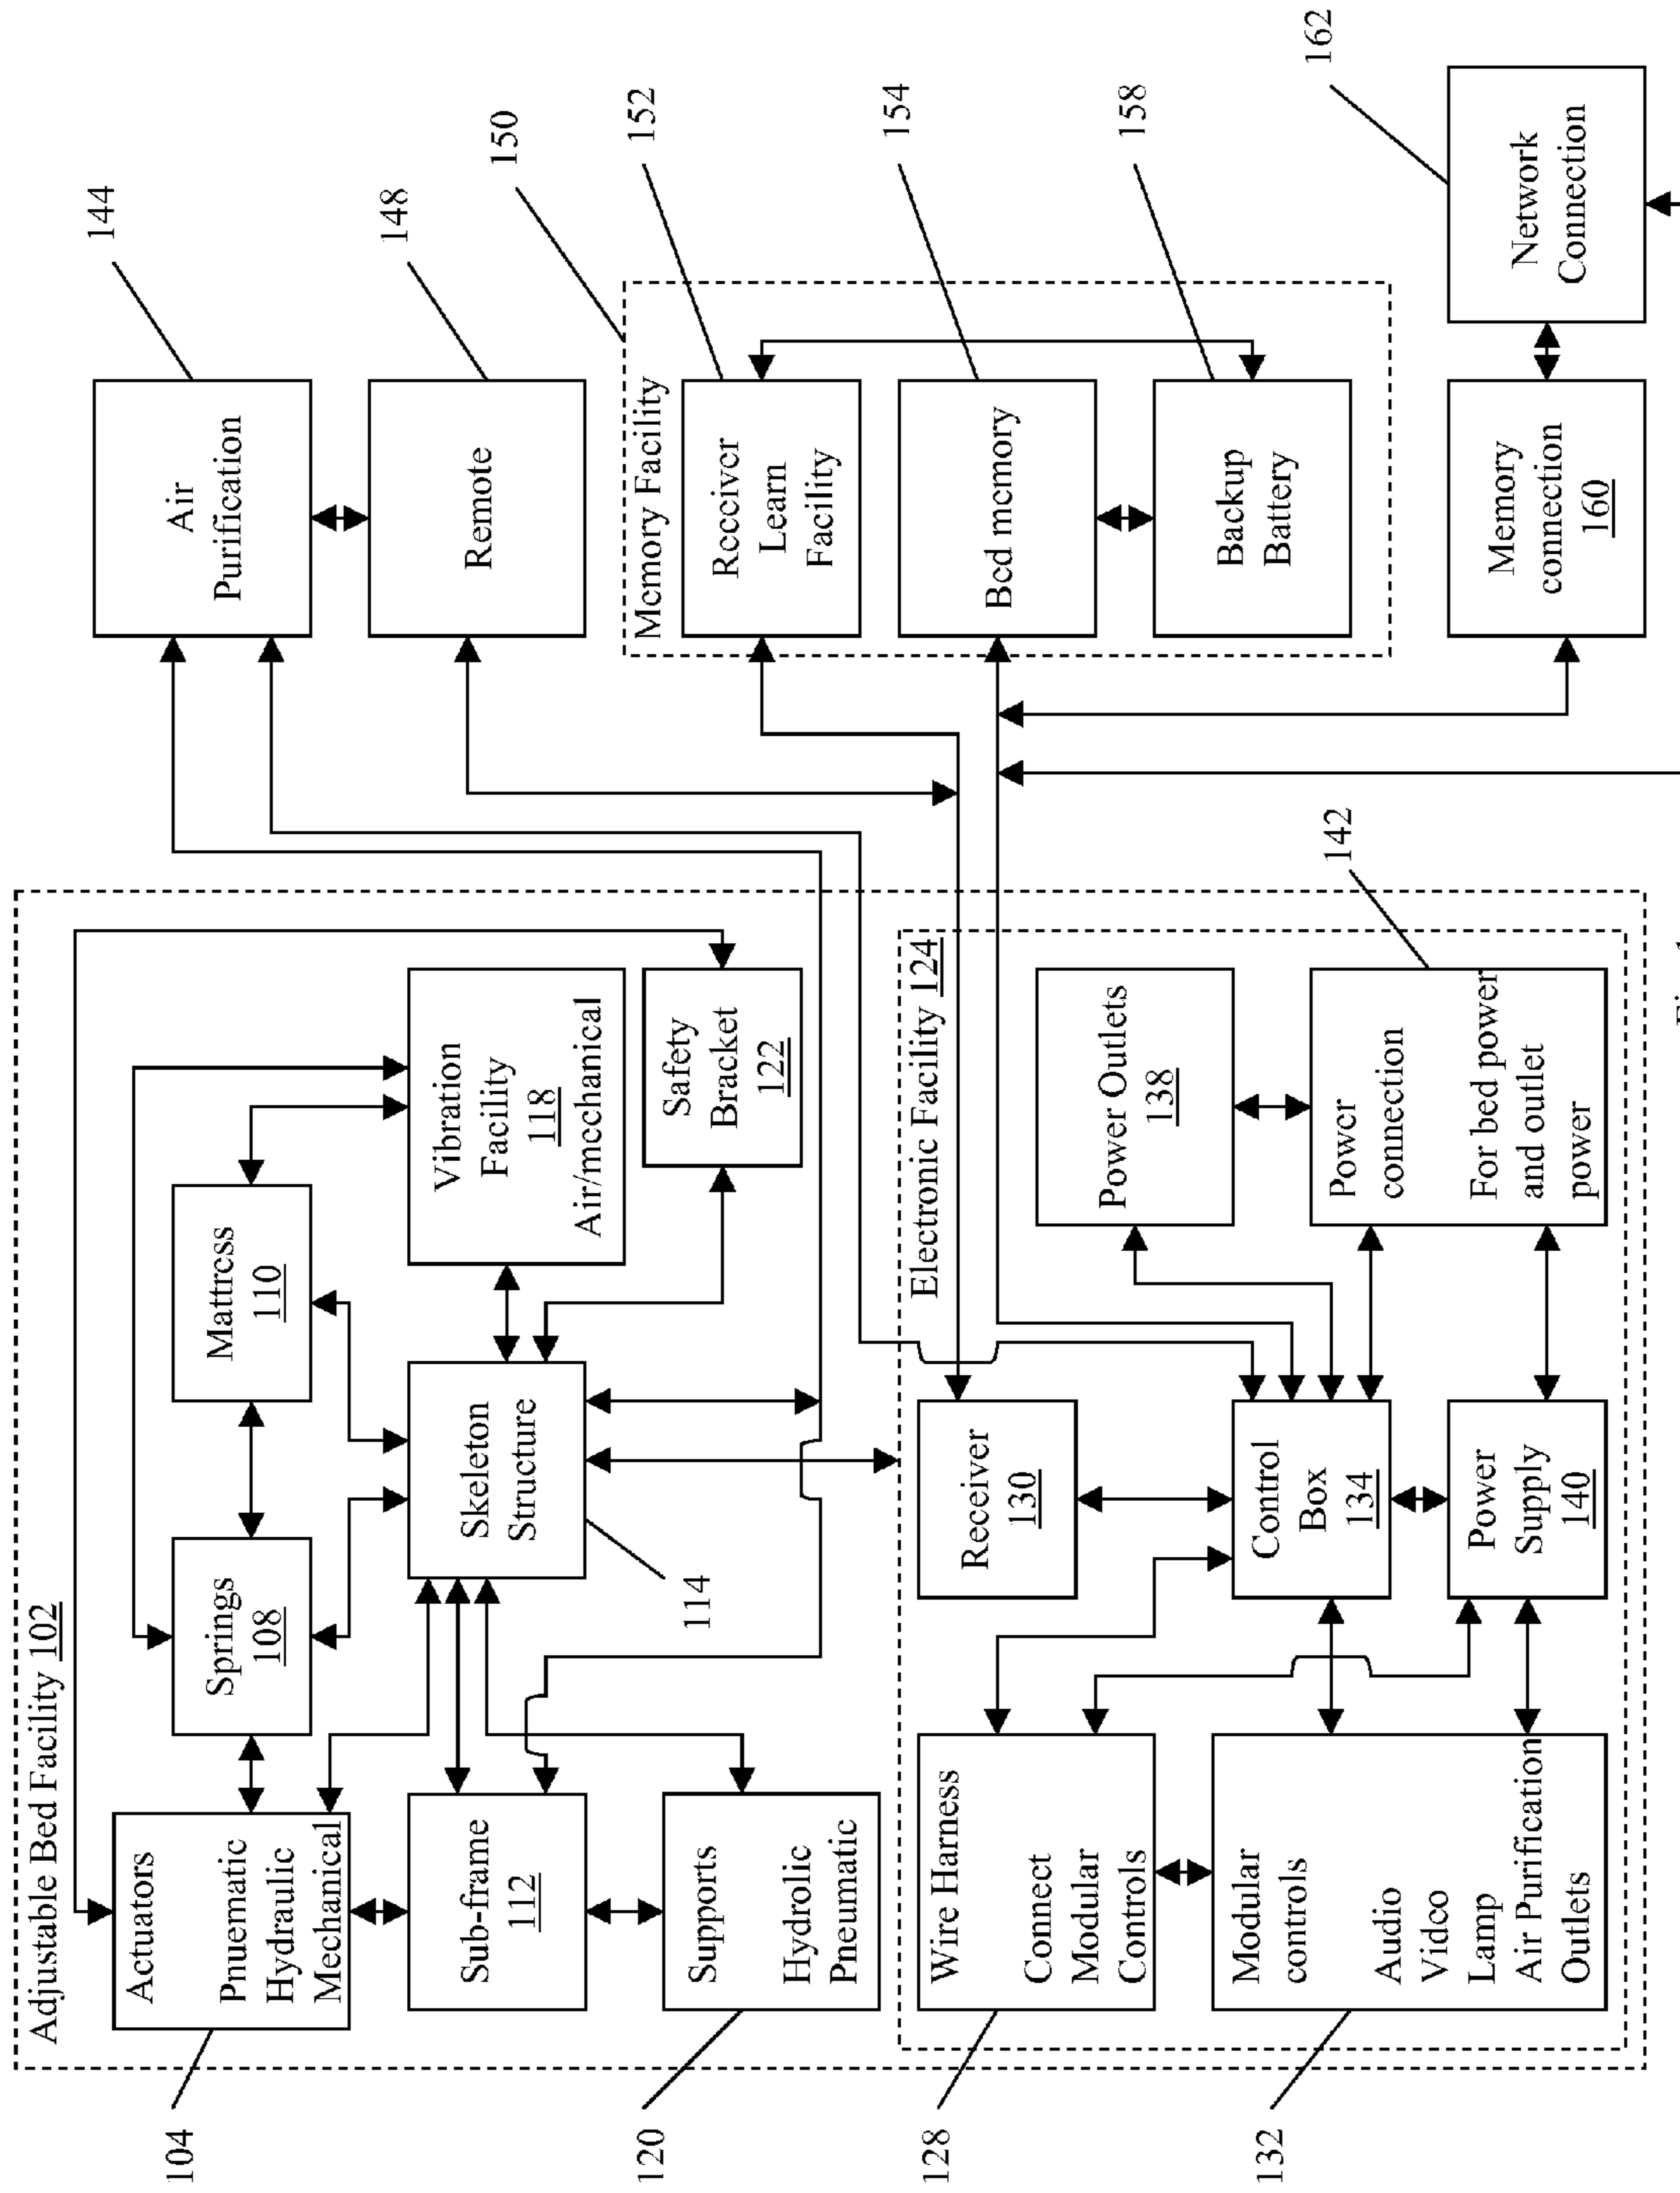 Adjustable Bed Facility 102
Actuators
Pnuematic
Hydraulic
Mechanical
104
Springs
108
Mattress
110
Sub-frame
112
Skeleton
Structure
114
Vibration
Facility
118
Air/mechanical
Supports
Hydrolic
Pneumatic
120
Safety
Bracket
122
Electronic Facility 124
Wire Harness
Connect
Modular
Controls
128
Receiver
130
Modular
controls
Audio
Video
Lamp
Air Purification
Outlets
132
Control
Box
134
Power Outlets
138
Power
Supply
140
Power
connection
For bed power
and outlet
power
142
Air
Purification
144
Remote
148
Memory Facility
150
Receiver
Learn
Facility
152
Bed memory
154
Backup
Battery
158
Memory
connection
160
Network
Connection
162